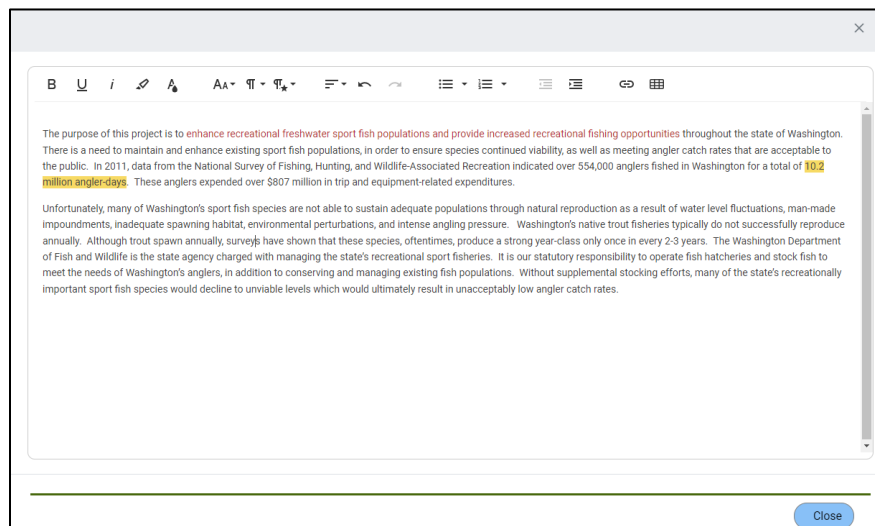 B U i AA
The purpose of this project is to enhance recreational freshwater sport fish populations and provide increased recreational fishing opportunities throughout the state of Washington.
There is a need to maintain and enhance existing sport fish populations, in order to ensure species continued viability, as well as meeting angler catch rates that are acceptable to
the public.  In 2011, data from the National Survey of Fishing, Hunting, and Wildlife-Associated Recreation indicated over 554,000 anglers fished in Washington for a total of 10.2
million angler-days.  These anglers expended over $807 million in trip and equipment-related expenditures.
Unfortunately, many of Washington's sport fish species are not able to sustain adequate populations through natural reproduction as a result of water level fluctuations, man-made
impoundments, inadequate spawning habitat, environmental perturbations, and intense angling pressure.   Washington's native trout fisheries typically do not successfully reproduce
annually.  Although trout spawn annually, surveys have shown that these species, oftentimes, produce a strong year-class only once in every 2-3 years.  The Washington Department
of Fish and Wildlife is the state agency charged with managing the state's recreational sport fisheries.  It is our statutory responsibility to operate fish hatcheries and stock fish to
meet the needs of Washington's anglers, in addition to conserving and managing existing fish populations.  Without supplemental stocking efforts, many of the state's recreationally
important sport fish species would decline to unviable levels which would ultimately result in unacceptably low angler catch rates.
Close